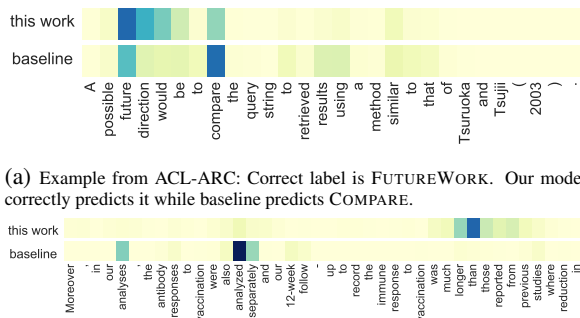 this work
baseline
A possible future direction would be to compare the query string to retrieved results using a method similar to that of Tsuruoka and Tsujii ( 2003 ) .
(a) Example from ACL-ARC: Correct label is FUTUREWORK. Our mode
correctly predicts it while baseline predicts COMPARE.
this work
baseline
Moreover , in our analyses , the antibody responses to vaccination were also analyzed separately and our 12-week follow - up to record the immune response to vaccination was much longer than those reported from previous studies where reduction in